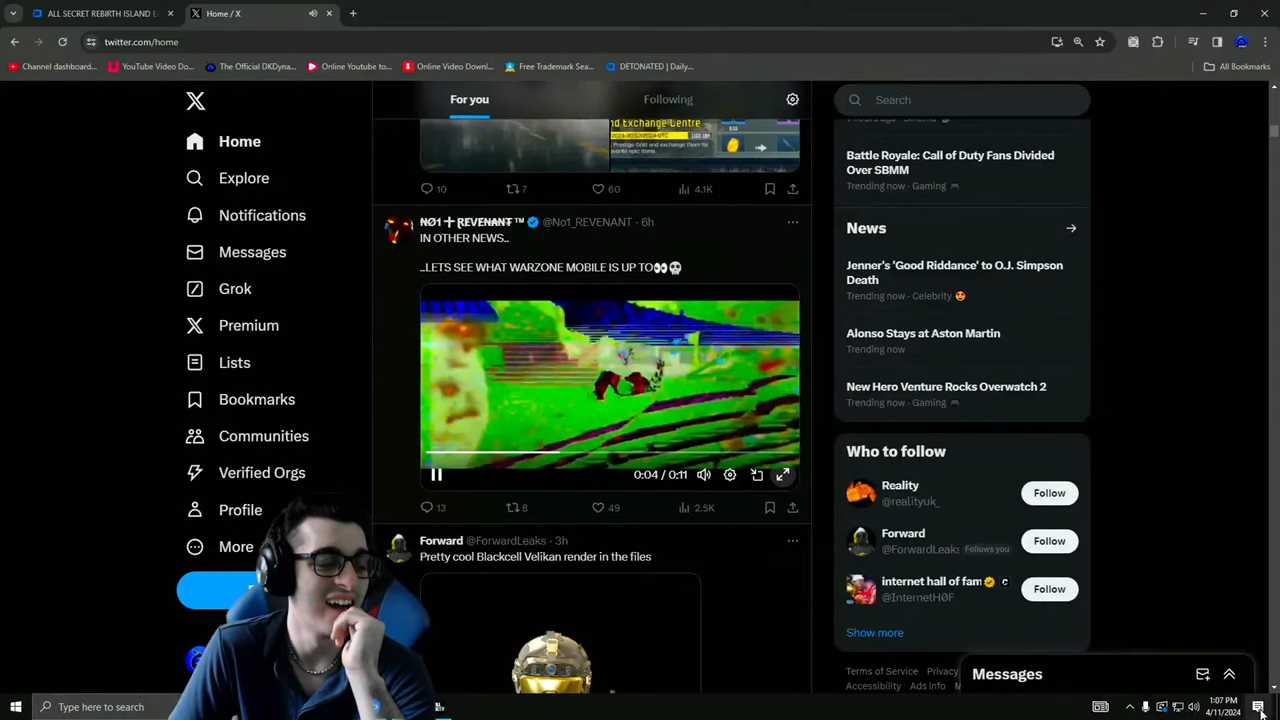 ALL SECRET REBIRTH ISLAND E
Home / X
twitter.com/home
Channel dashboard...
YouTube Video Do...
The Official DKDyna...
Online Youtube to...
Online Video Downl...
Free Trademark Sea...
DETONATED | Daily...
All Bookmarks
Home
Explore
Notifications
Messages
Grok
Premium
Lists
Bookmarks
Communities
Verified Orgs
Profile
More
For you
Following
nd Exchange Centre
10
7
60
4.1K
NØ1 ┼ REVENANT ™ @No1_REVENANT · 6h
IN OTHER NEWS..
..LETS SEE WHAT WARZONE MOBILE IS UP TO👀💀
0:04 / 0:11
13
8
49
2.5K
Forward @ForwardLeaks · 3h
Pretty cool Blackcell Velikan render in the files
Search
Battle Royale: Call of Duty Fans Divided
Over SBMM
Trending now · Gaming
News
Jenner's 'Good Riddance' to O.J. Simpson
Death
Trending now · Celebrity 😍
Alonso Stays at Aston Martin
Trending now
New Hero Venture Rocks Overwatch 2
Trending now · Gaming
Who to follow
Reality
@realityuk_
Follow
Forward
@ForwardLeaks Follows you
Follow
internet hall of fam
@InternetH0F
Follow
Show more
Terms of Service
Privacy
Accessibility
Ads info
M
Messages
Type here to search
1:07 PM
4/11/2024